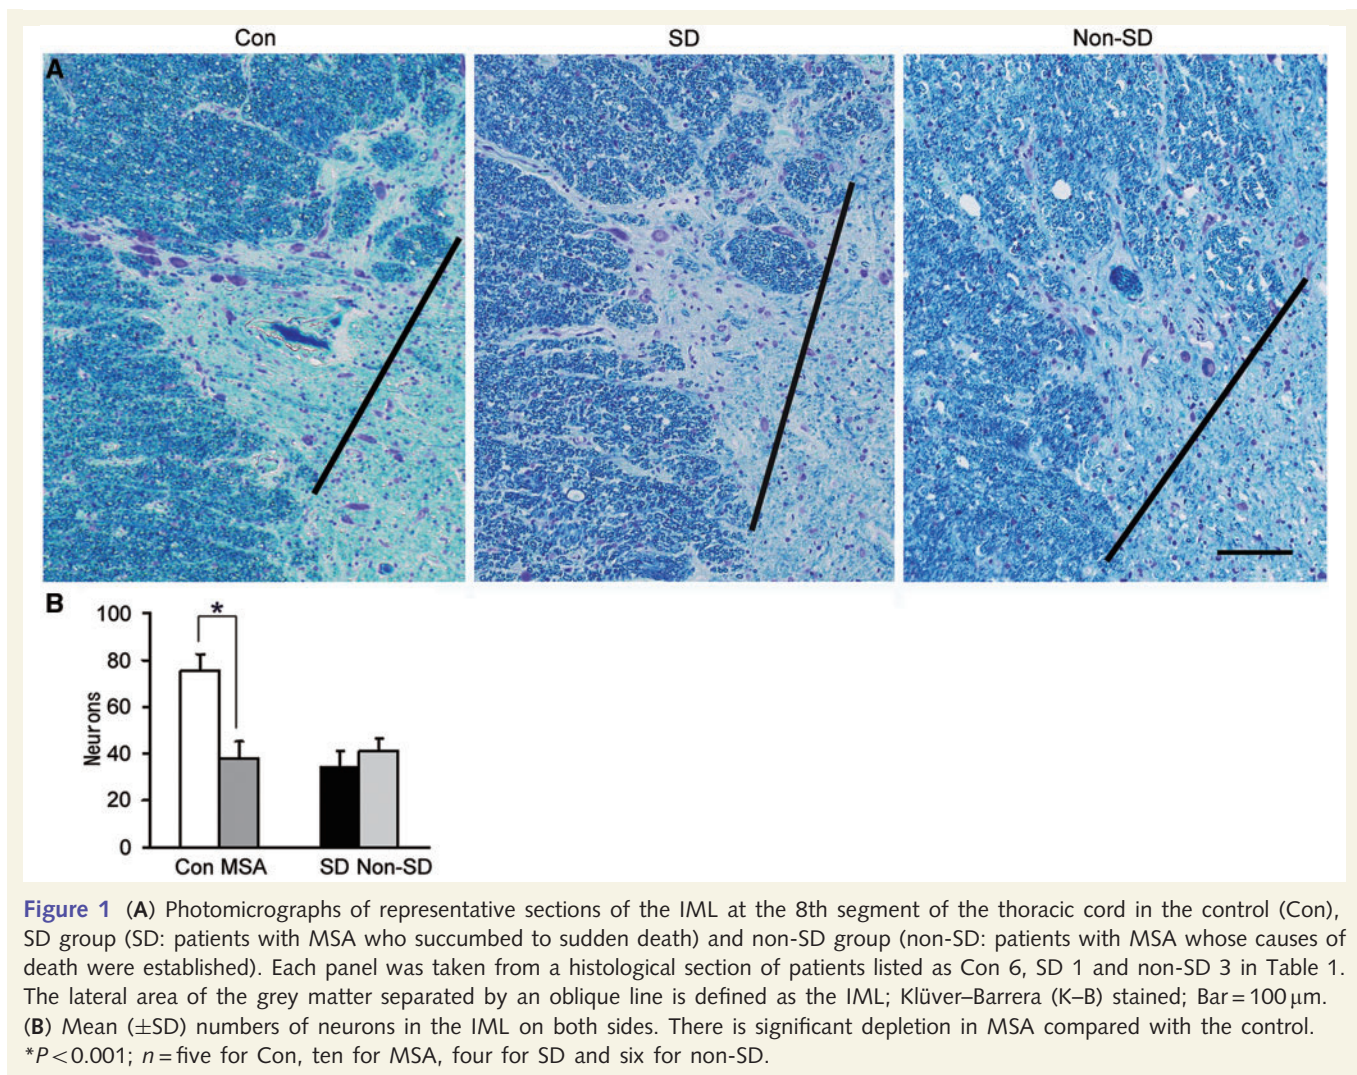 Con SD Non-SD
A
B
*
100
80
60
40
20
0
Neurons
Con MSA SD Non-SD
Figure 1 (A) Photomicrographs of representative sections of the IML at the 8th segment of the thoracic cord in the control (Con),
SD group (SD: patients with MSA who succumbed to sudden death) and non-SD group (non-SD: patients with MSA whose causes of
death were established). Each panel was taken from a histological section of patients listed as Con 6, SD 1 and non-SD 3 in Table 1.
The lateral area of the grey matter separated by an oblique line is defined as the IML; Klüver–Barrera (K–B) stained; Bar = 100 μm.
(B) Mean (±SD) numbers of neurons in the IML on both sides. There is significant depletion in MSA compared with the control.
*P < 0.001; n = five for Con, ten for MSA, four for SD and six for non-SD.